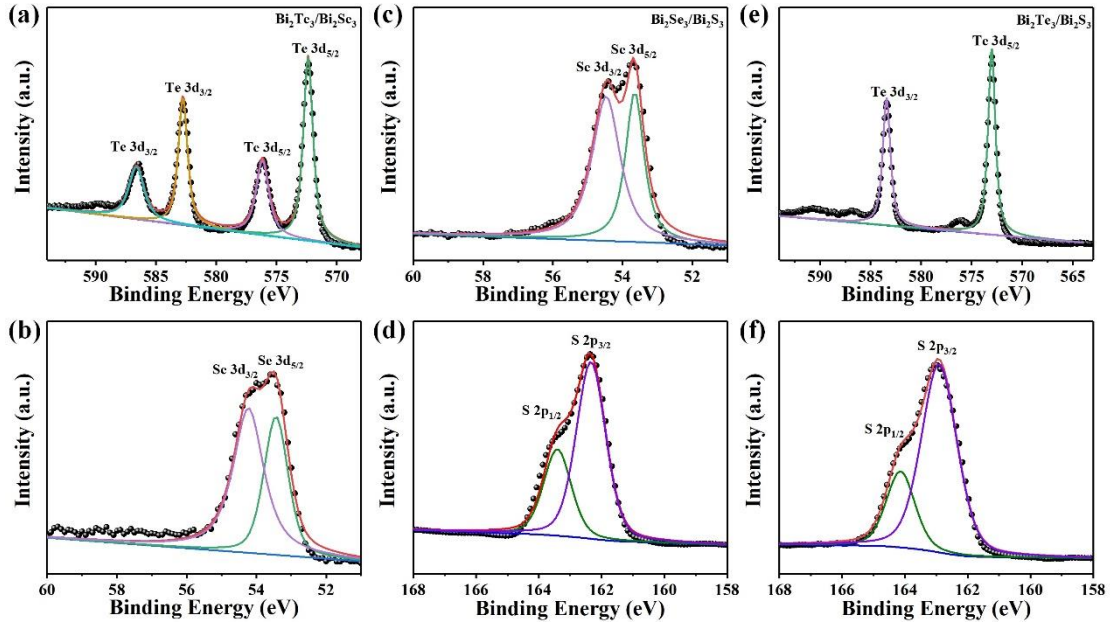 (a)
Bi₂Te₃/Bi₂Se₃
Te 3d₅/₂
Te 3d₃/₂
Te 3d₃/₂
Te 3d₅/₂
Intensity (a.u.)
590 585 580 575 570
Binding Energy (eV)
(c)
Bi₂Se₃/Bi₂S₃
Se 3d₅/₂
Se 3d₃/₂
Intensity (a.u.)
60 58 56 54 52
Binding Energy (eV)
(e)
Bi₂Te₃/Bi₂S₃
Te 3d₅/₂
Te 3d₃/₂
Intensity (a.u.)
590 585 580 575 570 565
Binding Energy (eV)
(b)
Se 3d₅/₂
Se 3d₃/₂
Intensity (a.u.)
60 58 56 54 52
Binding Energy (eV)
(d)
S 2p₃/₂
S 2p₁/₂
Intensity (a.u.)
168 166 164 162 160 158
Binding Energy (eV)
(f)
S 2p₃/₂
S 2p₁/₂
Intensity (a.u.)
168 166 164 162 160 158
Binding Energy (eV)